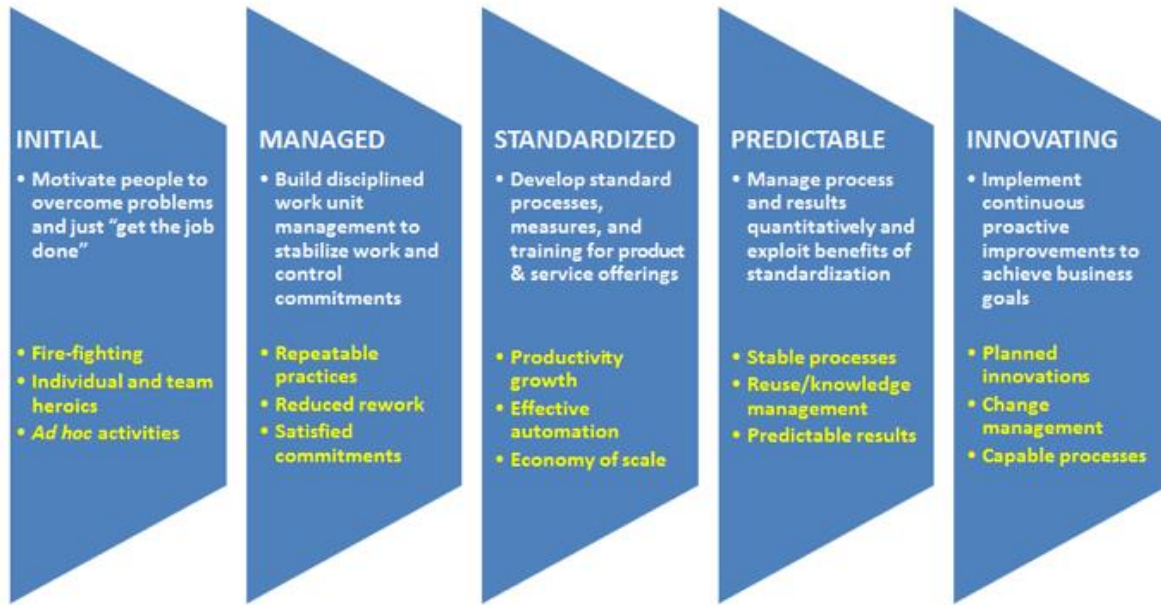 INITIAL
• Motivate people to
overcome problems
and just “get the job
done”
• Fire-fighting
• Individual and team
heroics
• Ad hoc activities
MANAGED
• Build disciplined
work unit
management to
stabilize work and
control
commitments
• Repeatable
practices
• Reduced rework
• Satisfied
commitments
STANDARDIZED
• Develop standard
processes,
measures, and
training for product
& service offerings
• Productivity
growth
• Effective
automation
• Economy of scale
PREDICTABLE
• Manage process
and results
quantitatively and
exploit benefits of
standardization
• Stable processes
• Reuse/knowledge
management
• Predictable results
INNOVATING
• Implement
continuous
proactive
improvements to
achieve business
goals
• Planned
innovations
• Change
management
• Capable processes